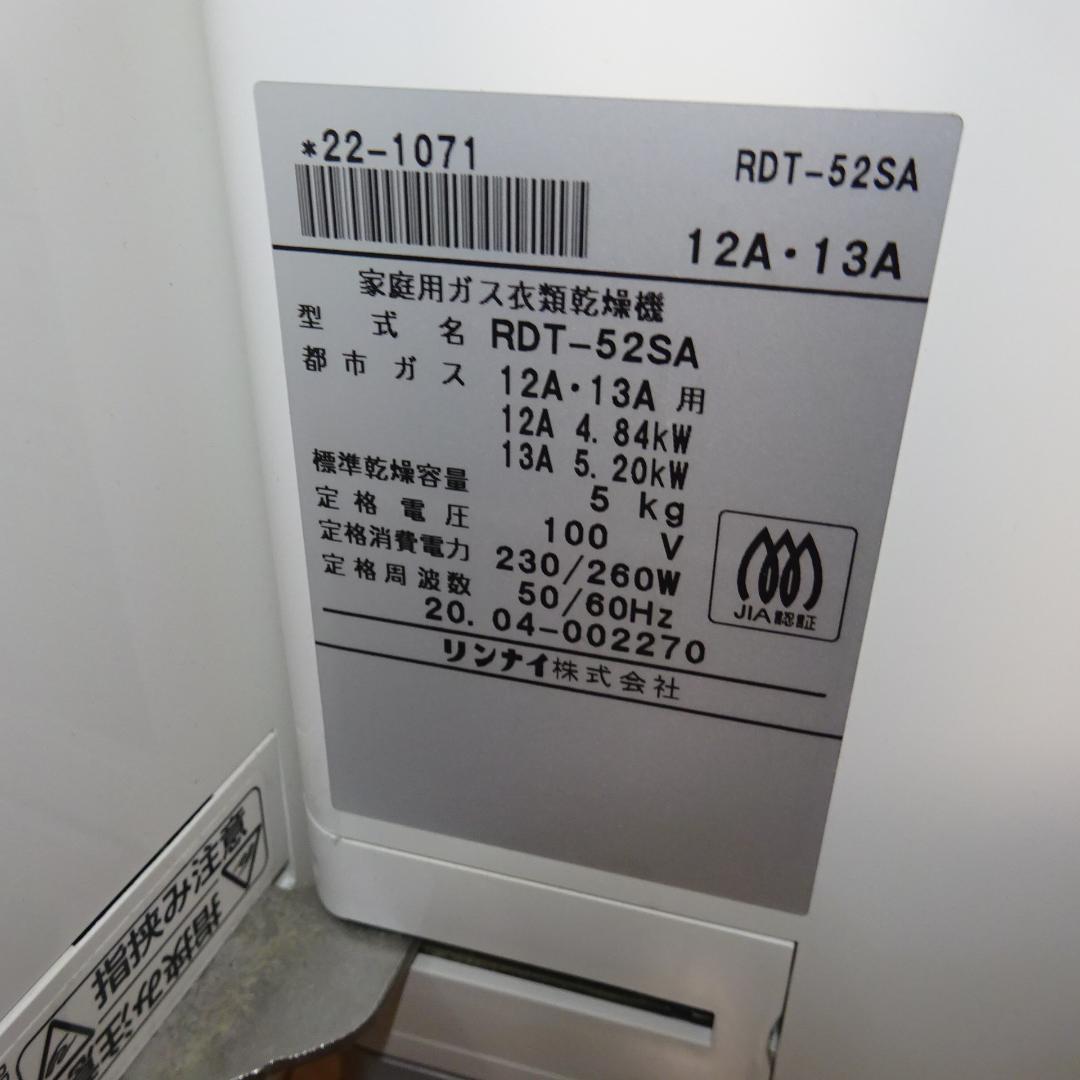 *22-1071
RDT-52SA
12A・13A
家庭用ガス衣類乾燥機
型式名 RDT-52SA
都市ガス 12A・13A 用
12A 4.84kW
13A 5.20kW
標準乾燥容量 5 kg
定格電圧 100 V
定格消費電力 230/260W
定格周波数 50/60Hz
20.04-002270
リンナイ株式会社
JIA認証
指挟み注意
指挟み注意